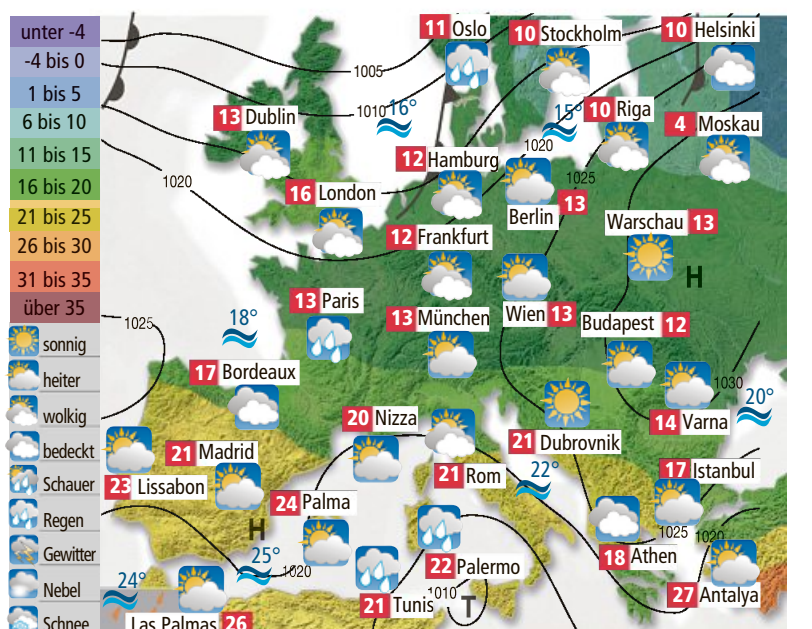 unter -4
-4 bis 0
1 bis 5
6 bis 10
11 bis 15
16 bis 20
21 bis 25
26 bis 30
31 bis 35
über 35
sonnig
heiter
wolkig
bedeckt
Schauer
Regen
Gewitter
Nebel
Schnee
11 Oslo
10 Stockholm
10 Helsinki
1005
1010
16°
15°
13 Dublin
10 Riga
4 Moskau
1020
12 Hamburg
1020
1025
16 London
Berlin 13
Warschau 13
12 Frankfurt
H
13 Paris
18°
1025
13 München
Wien 13
Budapest 12
17 Bordeaux
1030
20°
14 Varna
20 Nizza
21 Madrid
21 Dubrovnik
23 Lissabon
21 Rom
22°
17 Istanbul
24 Palma
H
1025
1020
25°
1020
18 Athen
22 Palermo
24°
1010
T
21 Tunis
27 Antalya
Las Palmas 26